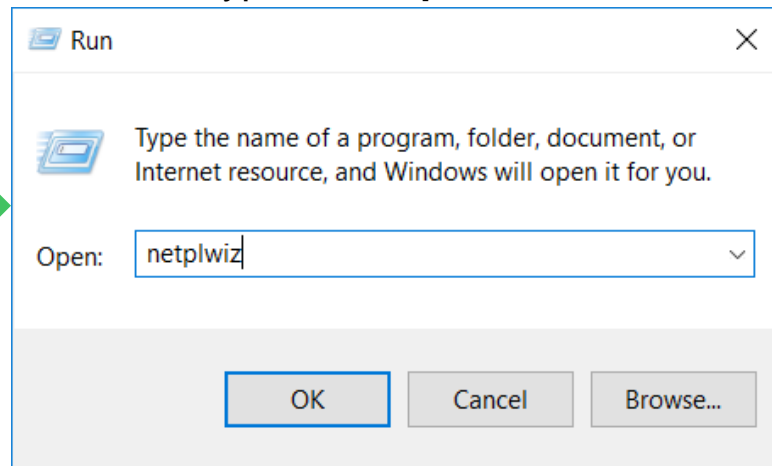 Run
Type the name of a program, folder, document, or
Internet resource, and Windows will open it for you.
Open: netplwiz
OK Cancel Browse...